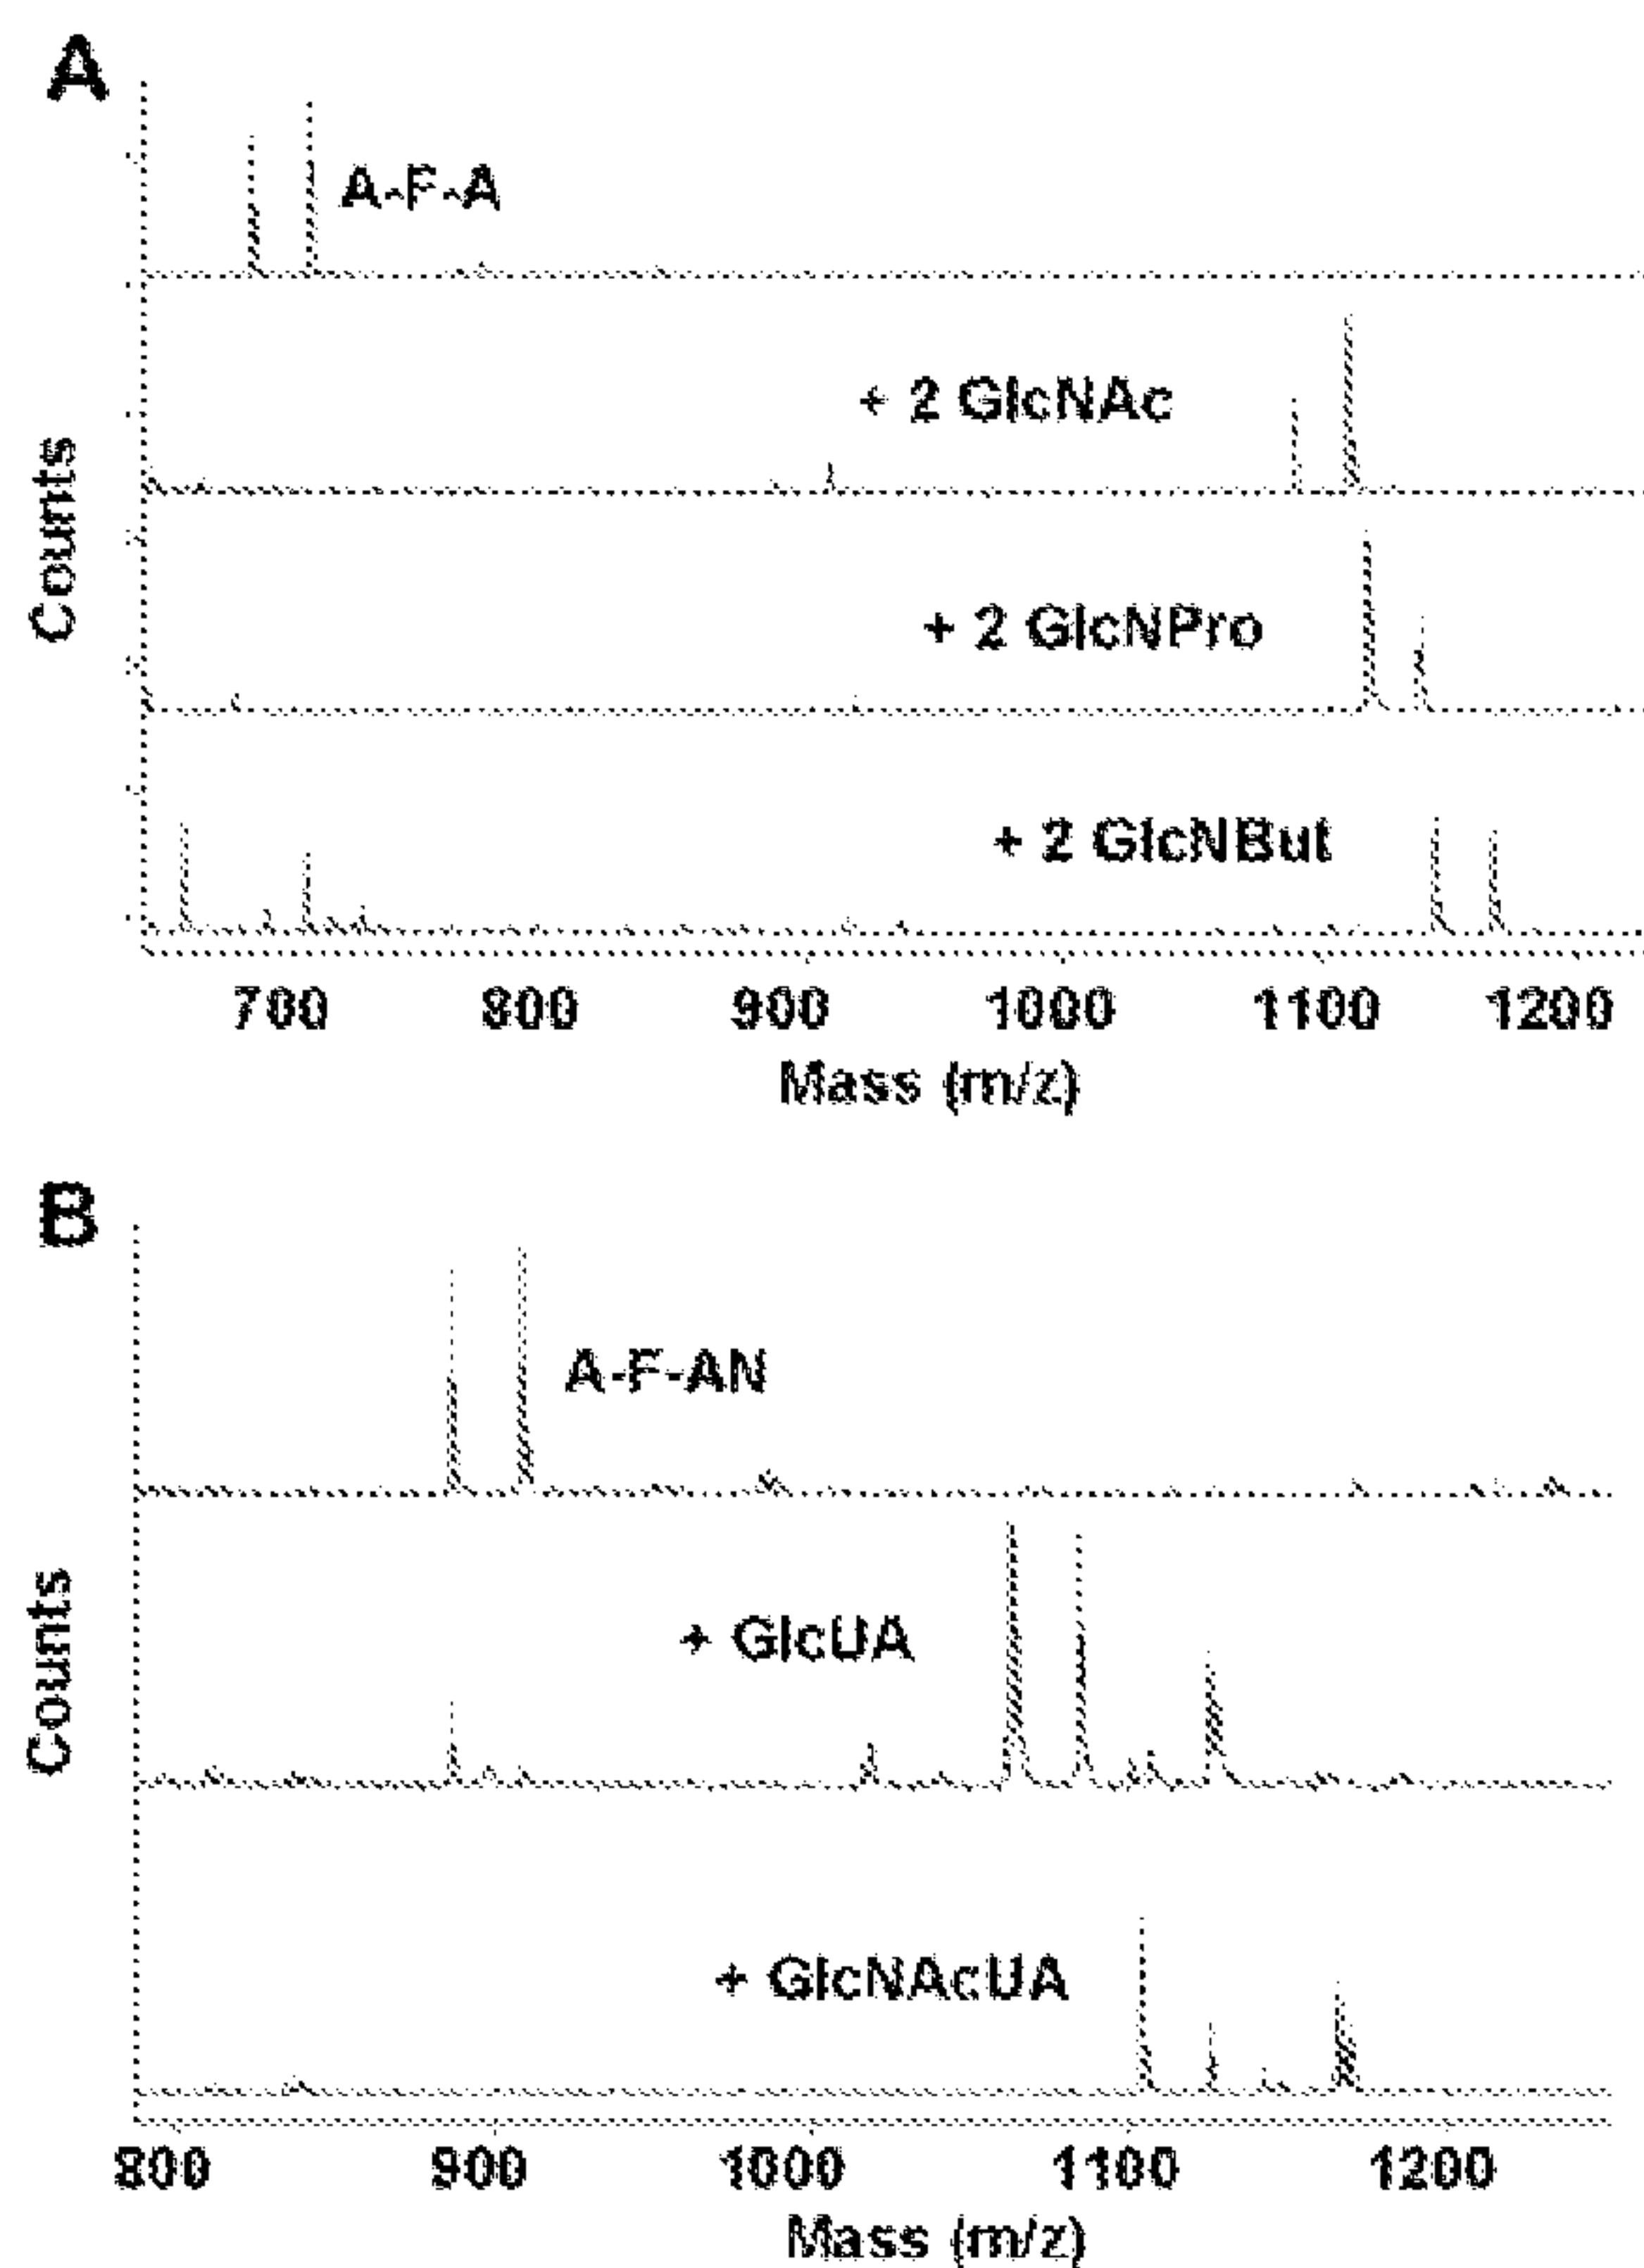 A
A-F-A
+ 2 GlcNAc
+ 2 GlcNPro
+ 2 GlcNBut
Counts
700 800 900 1000 1100 1200
Mass (m/z)
B
A-F-AN
+ GlcUA
+ GlcNAcUA
Counts
800 900 1000 1100 1200
Mass (m/z)